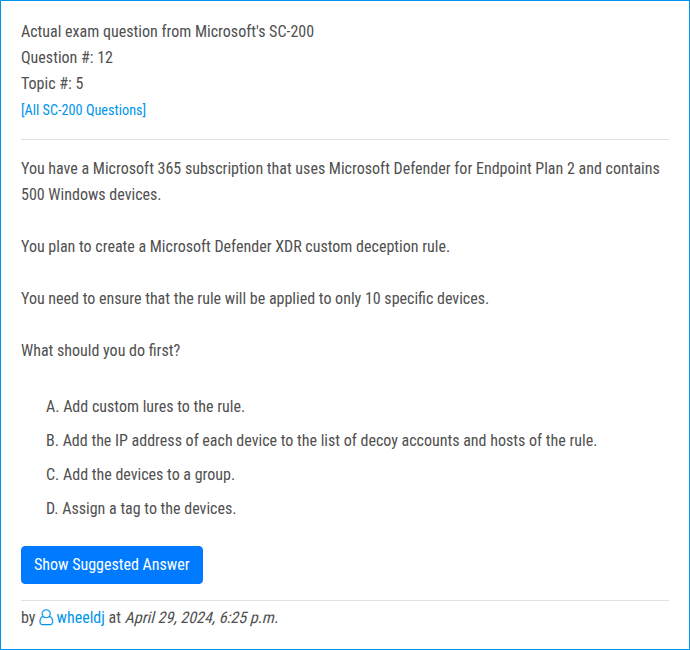 Actual exam question from Microsoft's SC-200
Question #: 12
Topic #: 5
[All SC-200 Questions]
You have a Microsoft 365 subscription that uses Microsoft Defender for Endpoint Plan 2 and contains
500 Windows devices.
You plan to create a Microsoft Defender XDR custom deception rule.
You need to ensure that the rule will be applied to only 10 specific devices.
What should you do first?
A. Add custom lures to the rule.
B. Add the IP address of each device to the list of decoy accounts and hosts of the rule.
C. Add the devices to a group.
D. Assign a tag to the devices.
Show Suggested Answer
by wheeldj at April 29, 2024, 6:25 p.m.